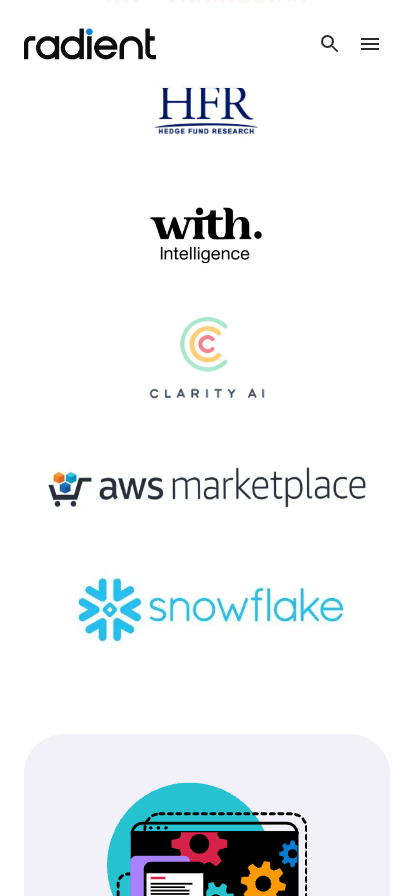 radient
HFR
HEDGE FUND RESEARCH
with.
Intelligence
CLARITY AI
aws marketplace
snowflake